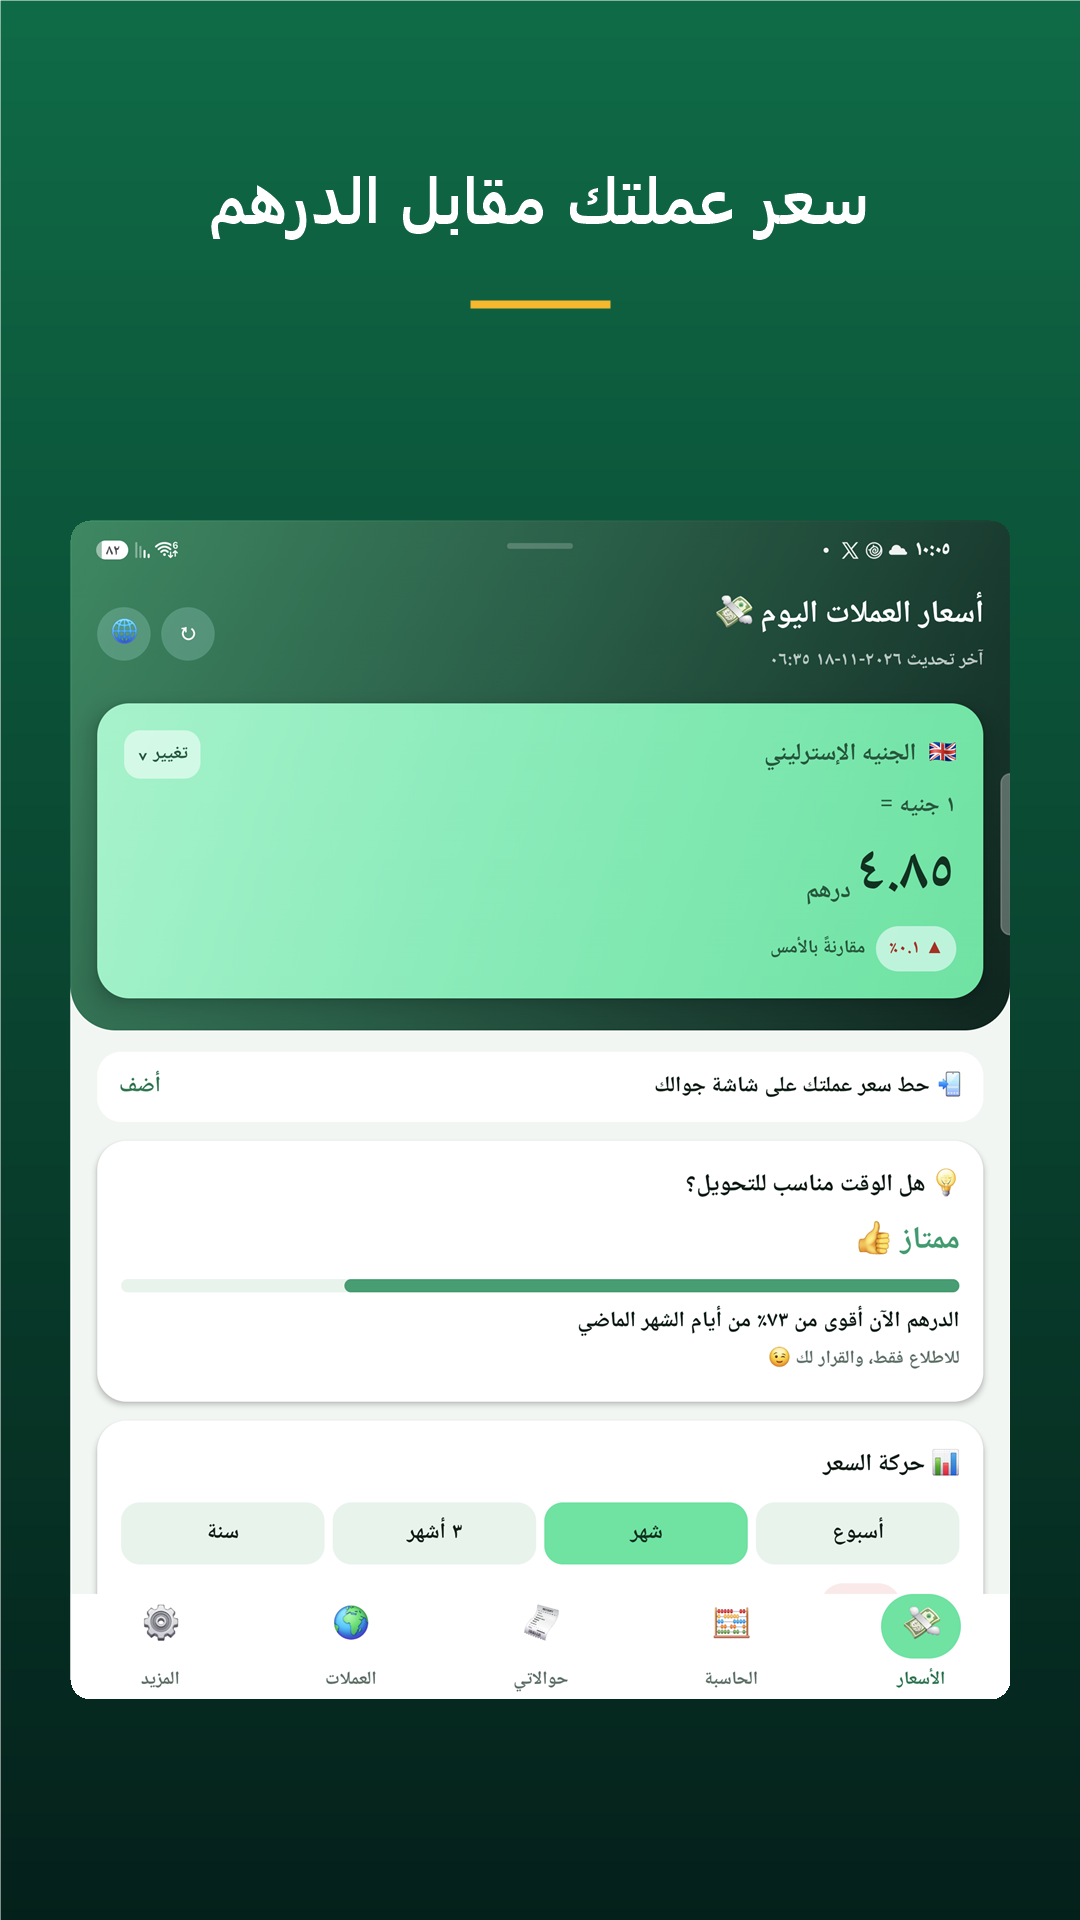 سعر عملتك مقابل الدرهم
١٠:٠٥
٨٢
6
أسعار العملات اليوم 💸
آخر تحديث ٢٠٢٦-١١-١٨ ٠٦:٣٥
↻
🇬🇧 الجنيه الإسترليني
تغيير ˅
١ جنيه =
٤.٨٥ درهم
▲ ٠.١٪ مقارنةً بالأمس
📲 حط سعر عملتك على شاشة جوالك
أضف
💡 هل الوقت مناسب للتحويل؟
ممتاز 👍
الدرهم الآن أقوى من ٧٣٪ من أيام الشهر الماضي
للاطلاع فقط، والقرار لك 😉
📊 حركة السعر
أسبوع
شهر
٣ أشهر
سنة
الأسعار
الحاسبة
حوالاتي
العملات
المزيد